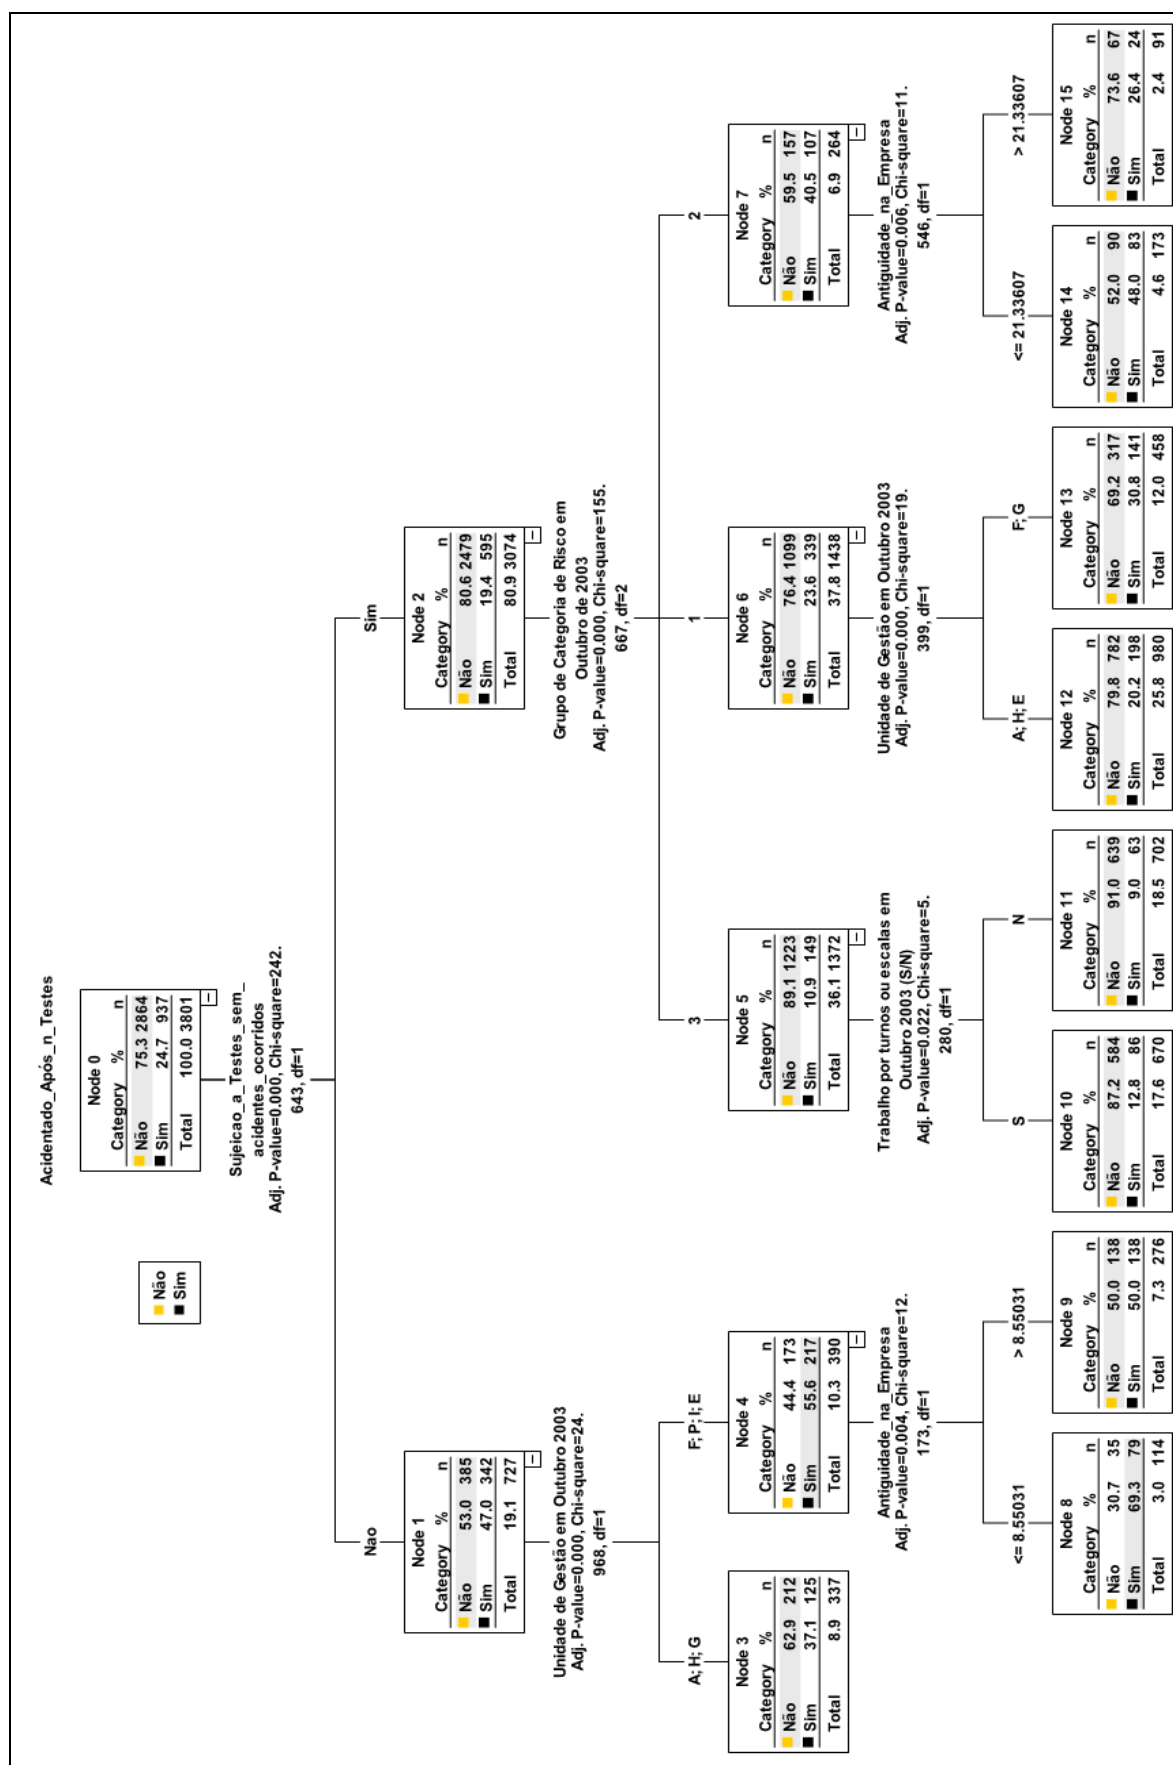 Acidentado_Após_n_Testes
Não
Sim
Node 0
Category % n
Não 75.3 2864
Sim 24.7 937
Total 100.0 3801
Sujeicao_a_Testes_sem_
acidentes_ocorridos
Adj. P-value=0.000, Chi-square=242.
643, df=1
Nao
Sim
Node 1
Category % n
Não 53.0 385
Sim 47.0 342
Total 19.1 727
Unidade de Gestão em Outubro 2003
Adj. P-value=0.000, Chi-square=24.
968, df=1
Node 2
Category % n
Não 80.6 2479
Sim 19.4 595
Total 80.9 3074
Grupo de Categoria de Risco em
Outubro de 2003
Adj. P-value=0.000, Chi-square=155.
667, df=2
A; H; G
F; P; I; E
3
1
2
Node 3
Category % n
Não 62.9 212
Sim 37.1 125
Total 8.9 337
Node 4
Category % n
Não 44.4 173
Sim 55.6 217
Total 10.3 390
Antiguidade_na_Empresa
Adj. P-value=0.004, Chi-square=12.
173, df=1
Node 5
Category % n
Não 89.1 1223
Sim 10.9 149
Total 36.1 1372
Trabalho por turnos ou escalas em
Outubro 2003 (S/N)
Adj. P-value=0.022, Chi-square=5.
280, df=1
Node 6
Category % n
Não 76.4 1099
Sim 23.6 339
Total 37.8 1438
Unidade de Gestão em Outubro 2003
Adj. P-value=0.000, Chi-square=19.
399, df=1
Node 7
Category % n
Não 59.5 157
Sim 40.5 107
Total 6.9 264
Antiguidade_na_Empresa
Adj. P-value=0.006, Chi-square=11.
546, df=1
<= 8.55031
> 8.55031
S
N
A; H; E
F; G
<= 21.33607
> 21.33607
Node 8
Category % n
Não 30.7 35
Sim 69.3 79
Total 3.0 114
Node 9
Category % n
Não 50.0 138
Sim 50.0 138
Total 7.3 276
Node 10
Category % n
Não 87.2 584
Sim 12.8 86
Total 17.6 670
Node 11
Category % n
Não 91.0 639
Sim 9.0 63
Total 18.5 702
Node 12
Category % n
Não 79.8 782
Sim 20.2 198
Total 25.8 980
Node 13
Category % n
Não 69.2 317
Sim 30.8 141
Total 12.0 458
Node 14
Category % n
Não 52.0 90
Sim 48.0 83
Total 4.6 173
Node 15
Category % n
Não 73.6 67
Sim 26.4 24
Total 2.4 91